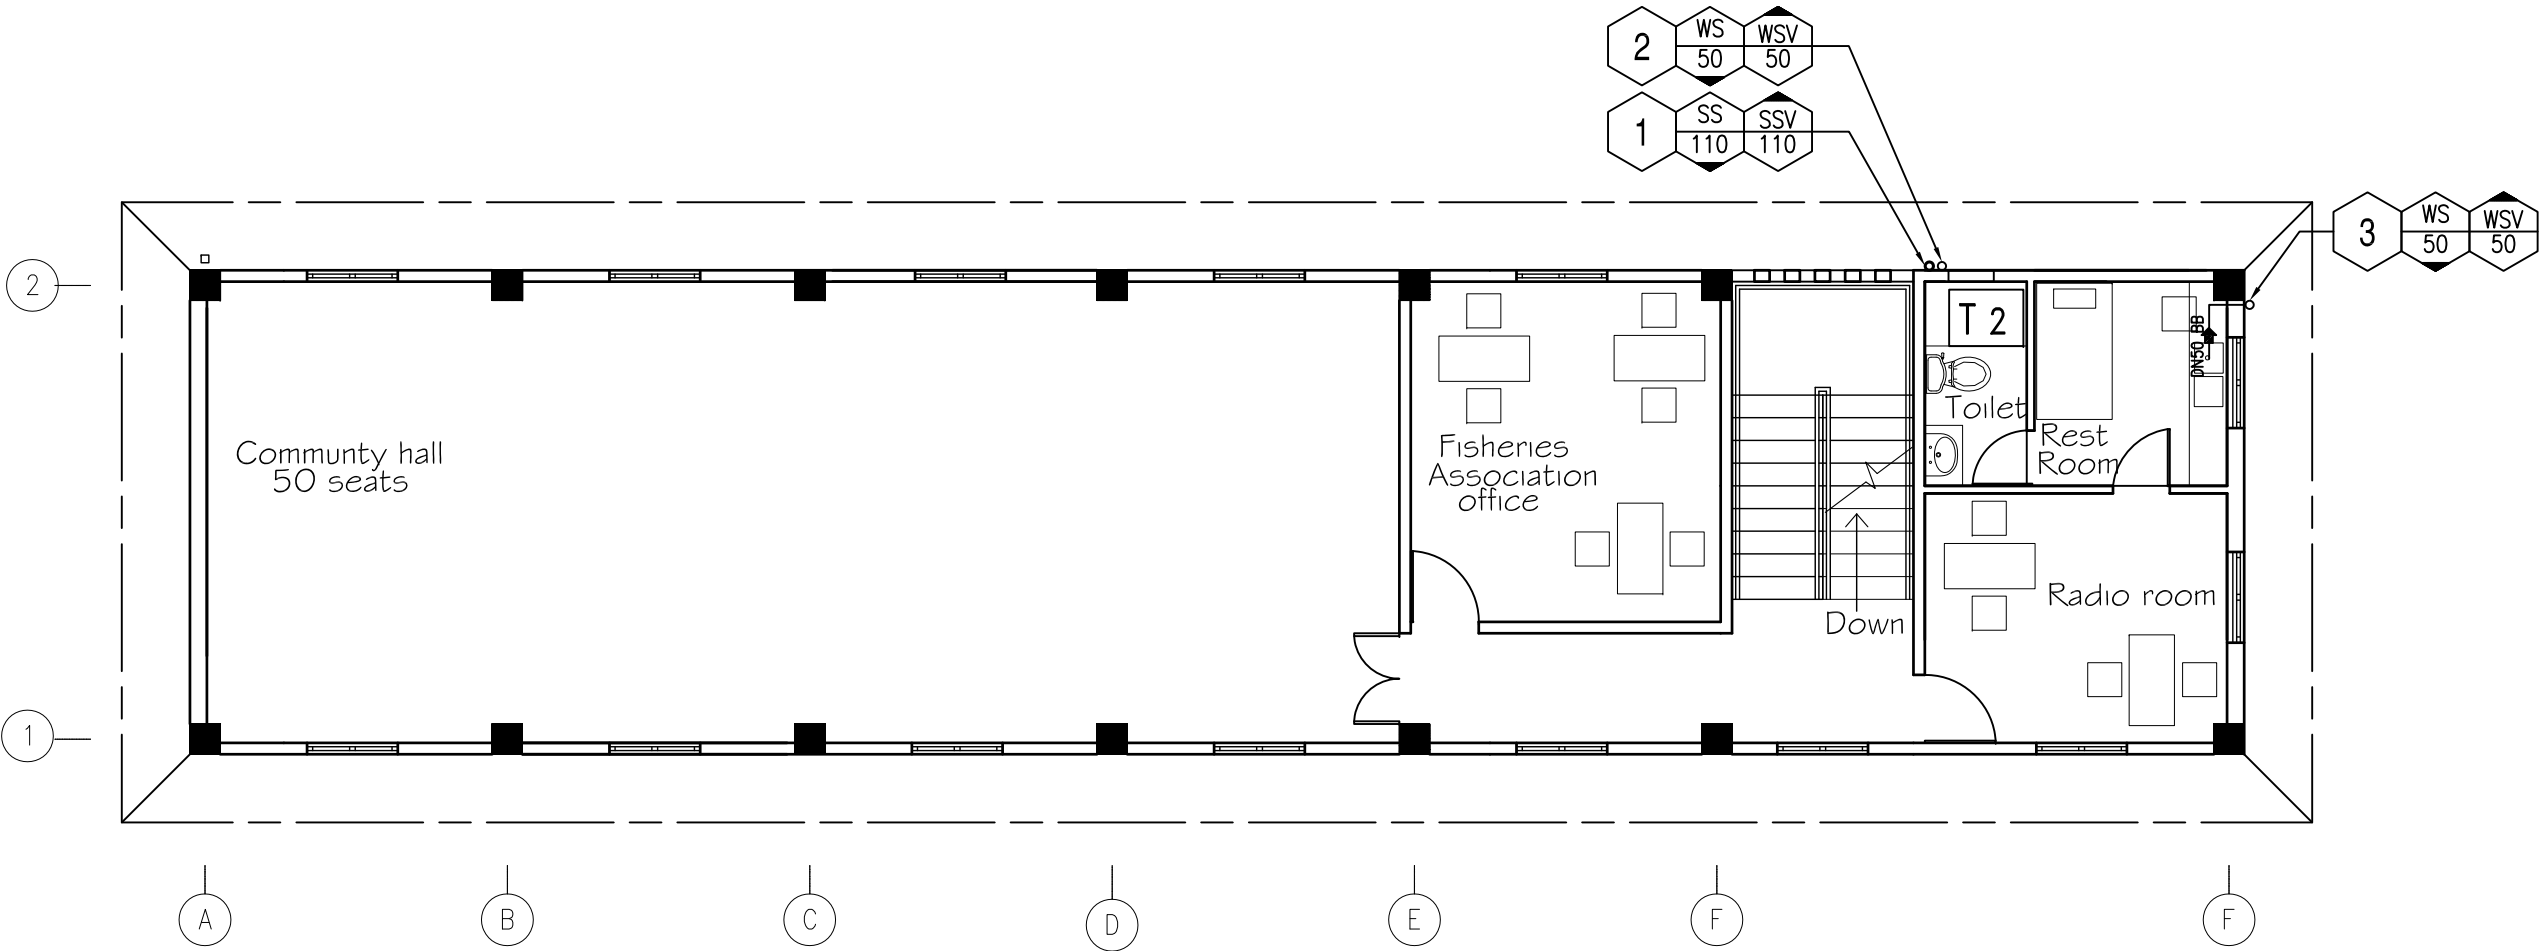 2
WS
50
WSV
50
1
SS
110
SSV
110
3
WS
50
WSV
50
2
T 2
DN50 BB
Toilet
Rest
Room
Communty hall
50 seats
Fisheries
Association
office
Radio room
Down
1
A
B
C
D
E
F
F